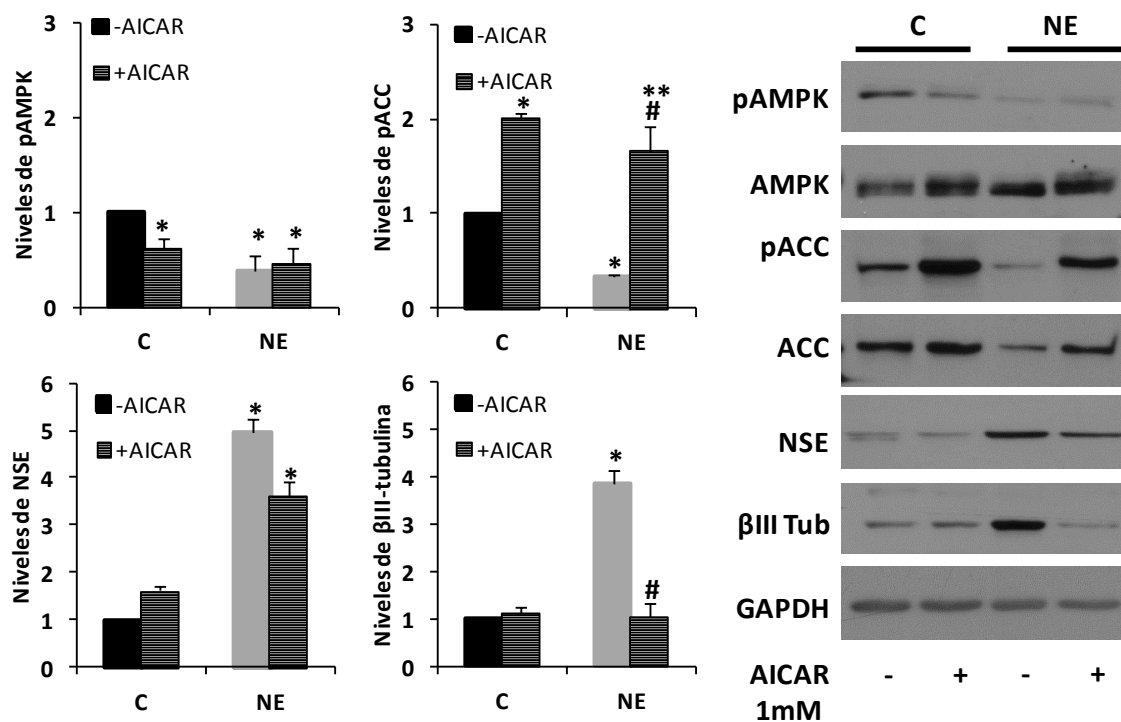 Niveles de pAMPK
3
2
1
0
-AICAR
+AICAR
*
*
*
C
NE
Niveles de pACC
3
2
1
0
-AICAR
+AICAR
*
*
**
#
C
NE
Niveles de NSE
6
5
4
3
2
1
0
-AICAR
+AICAR
*
*
C
NE
Niveles de βIII-tubulina
6
5
4
3
2
1
0
-AICAR
+AICAR
*
#
C
NE
C NE
pAMPK
AMPK
pACC
ACC
NSE
βIII Tub
GAPDH
AICAR - + - +
1mM